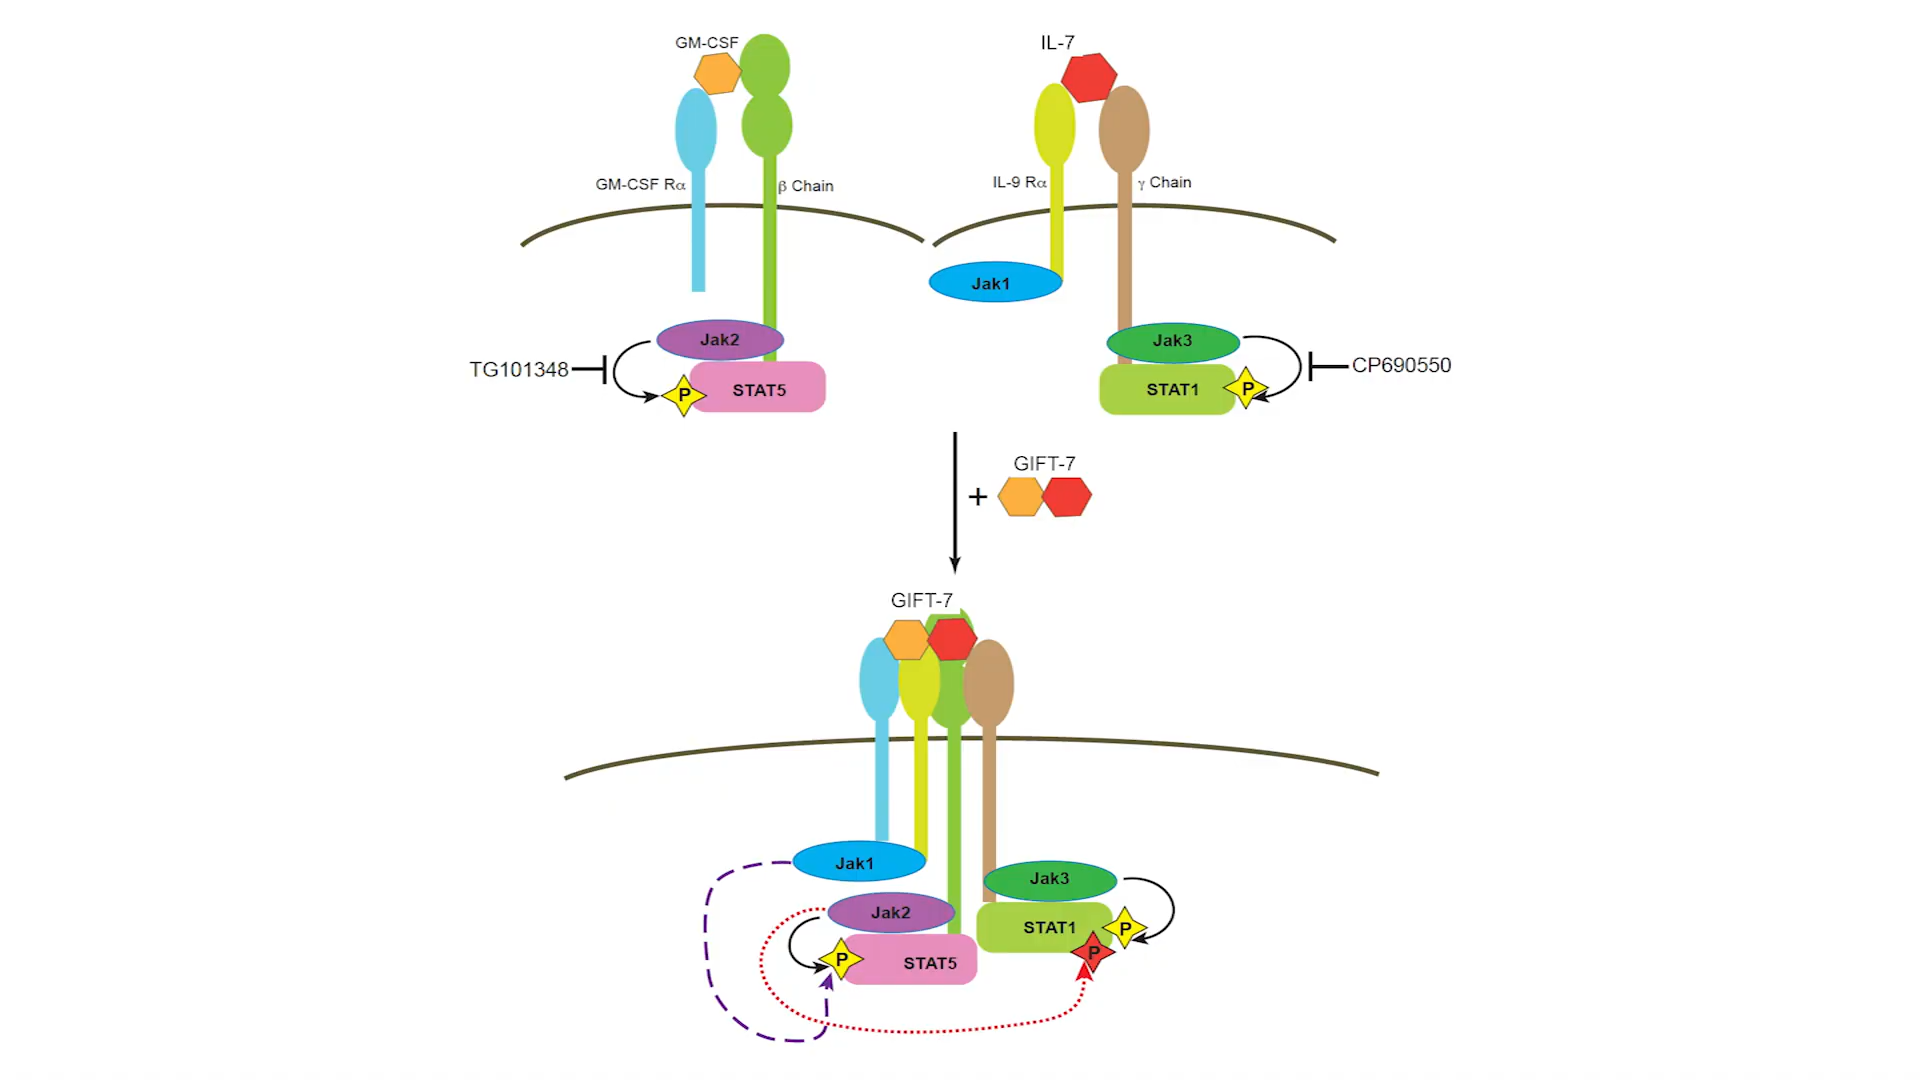 GM-CSF
IL-7
GM-CSF Rα
β Chain
IL-9 Rα
γ Chain
Jak1
Jak2
Jak3
TG101348
P
STAT5
STAT1
P
CP690550
GIFT-7
+
GIFT-7
Jak1
Jak3
Jak2
STAT1
P
P
P
STAT5